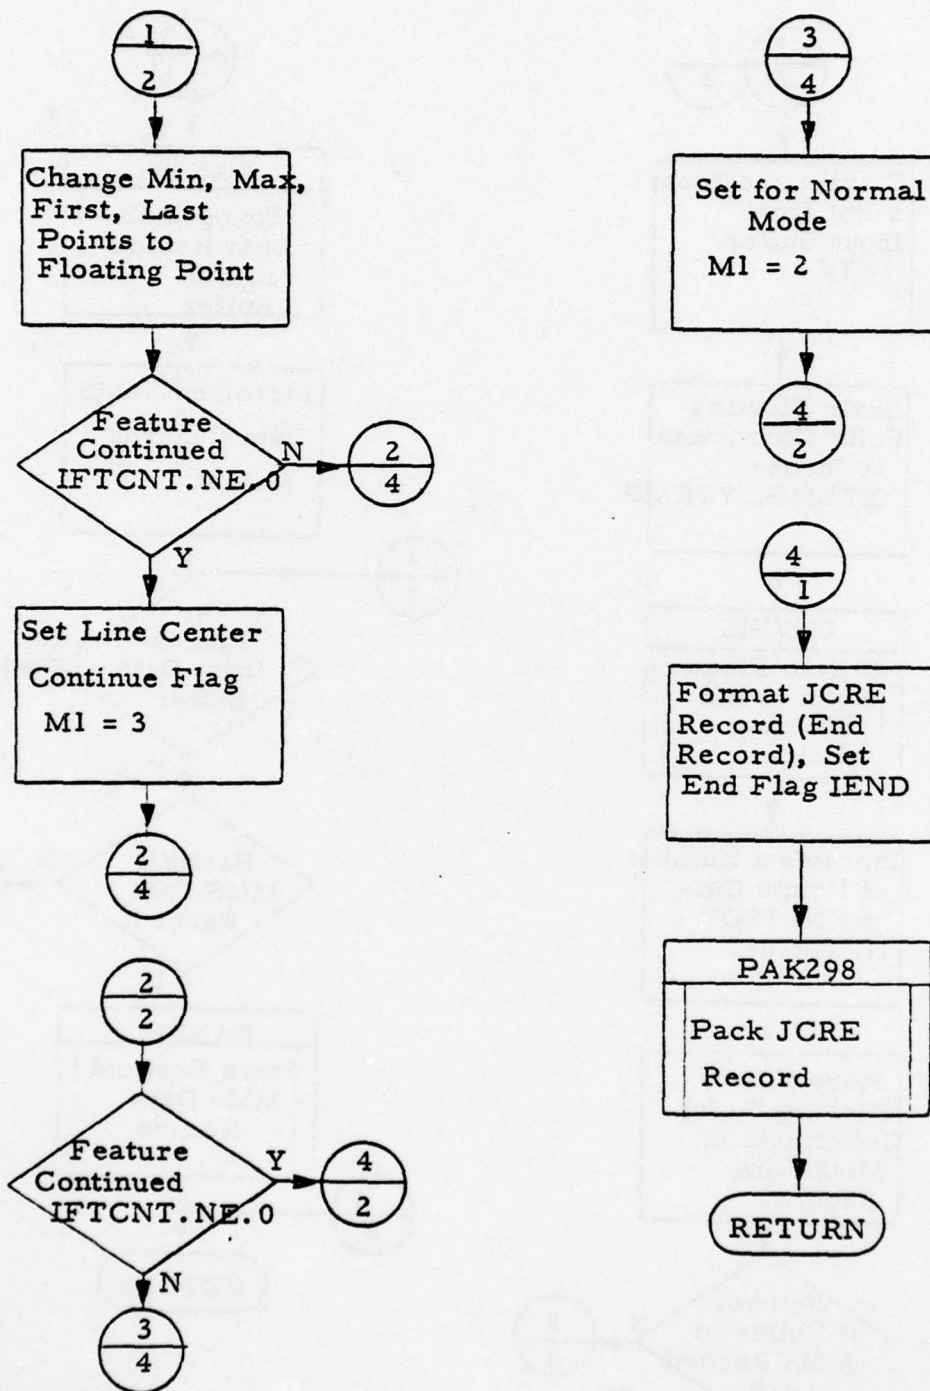 1
2
Change Min, Max,
First, Last
Points to
Floating Point
Feature
Continued
IFTCNT.NE.0
N
2
4
Y
Set Line Center
Continue Flag
M1 = 3
2
4
2
2
Feature
Continued
IFTCNT.NE.0
Y
4
2
N
3
4
3
4
Set for Normal
Mode
M1 = 2
4
2
4
1
Format JCRE
Record (End
Record), Set
End Flag IEND
PAK298
Pack JCRE
Record
RETURN